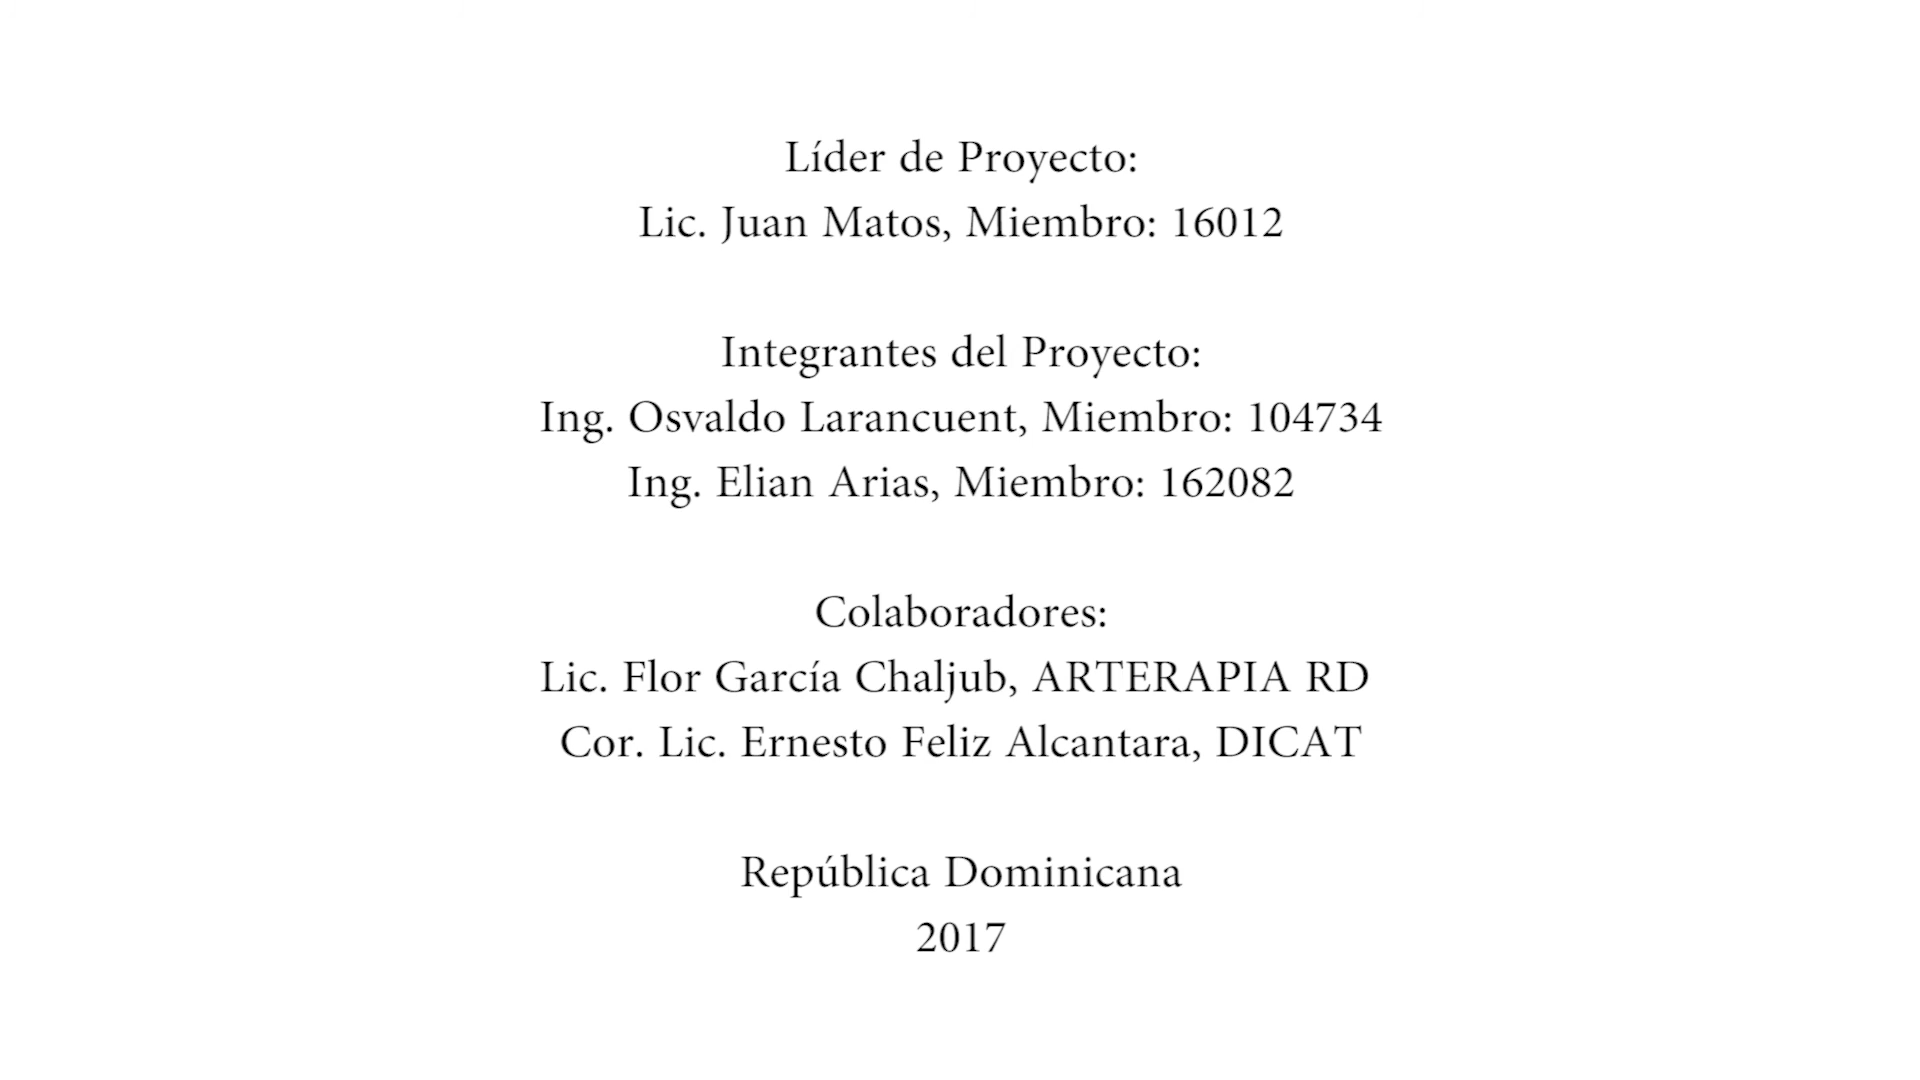 Líder de Proyecto:
Lic. Juan Matos, Miembro: 16012
Integrantes del Proyecto:
Ing. Osvaldo Larancuent, Miembro: 104734
Ing. Elian Arias, Miembro: 162082
Colaboradores:
Lic. Flor García Chaljub, ARTERAPIA RD
Cor. Lic. Ernesto Feliz Alcantara, DICAT
República Dominicana
2017